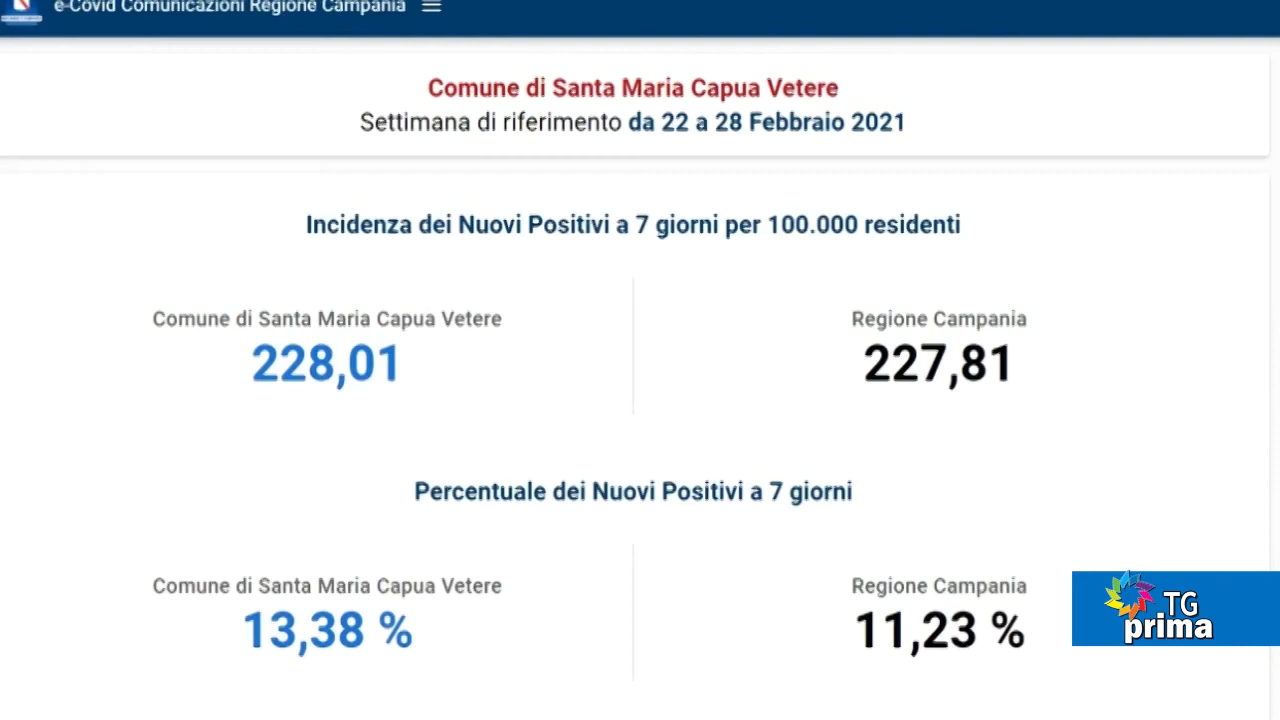 e-Covid Comunicazioni Regione Campania
Comune di Santa Maria Capua Vetere
Settimana di riferimento da 22 a 28 Febbraio 2021
Incidenza dei Nuovi Positivi a 7 giorni per 100.000 residenti
Comune di Santa Maria Capua Vetere
228,01
Regione Campania
227,81
Percentuale dei Nuovi Positivi a 7 giorni
Comune di Santa Maria Capua Vetere
13,38 %
Regione Campania
11,23 %
TG
prima